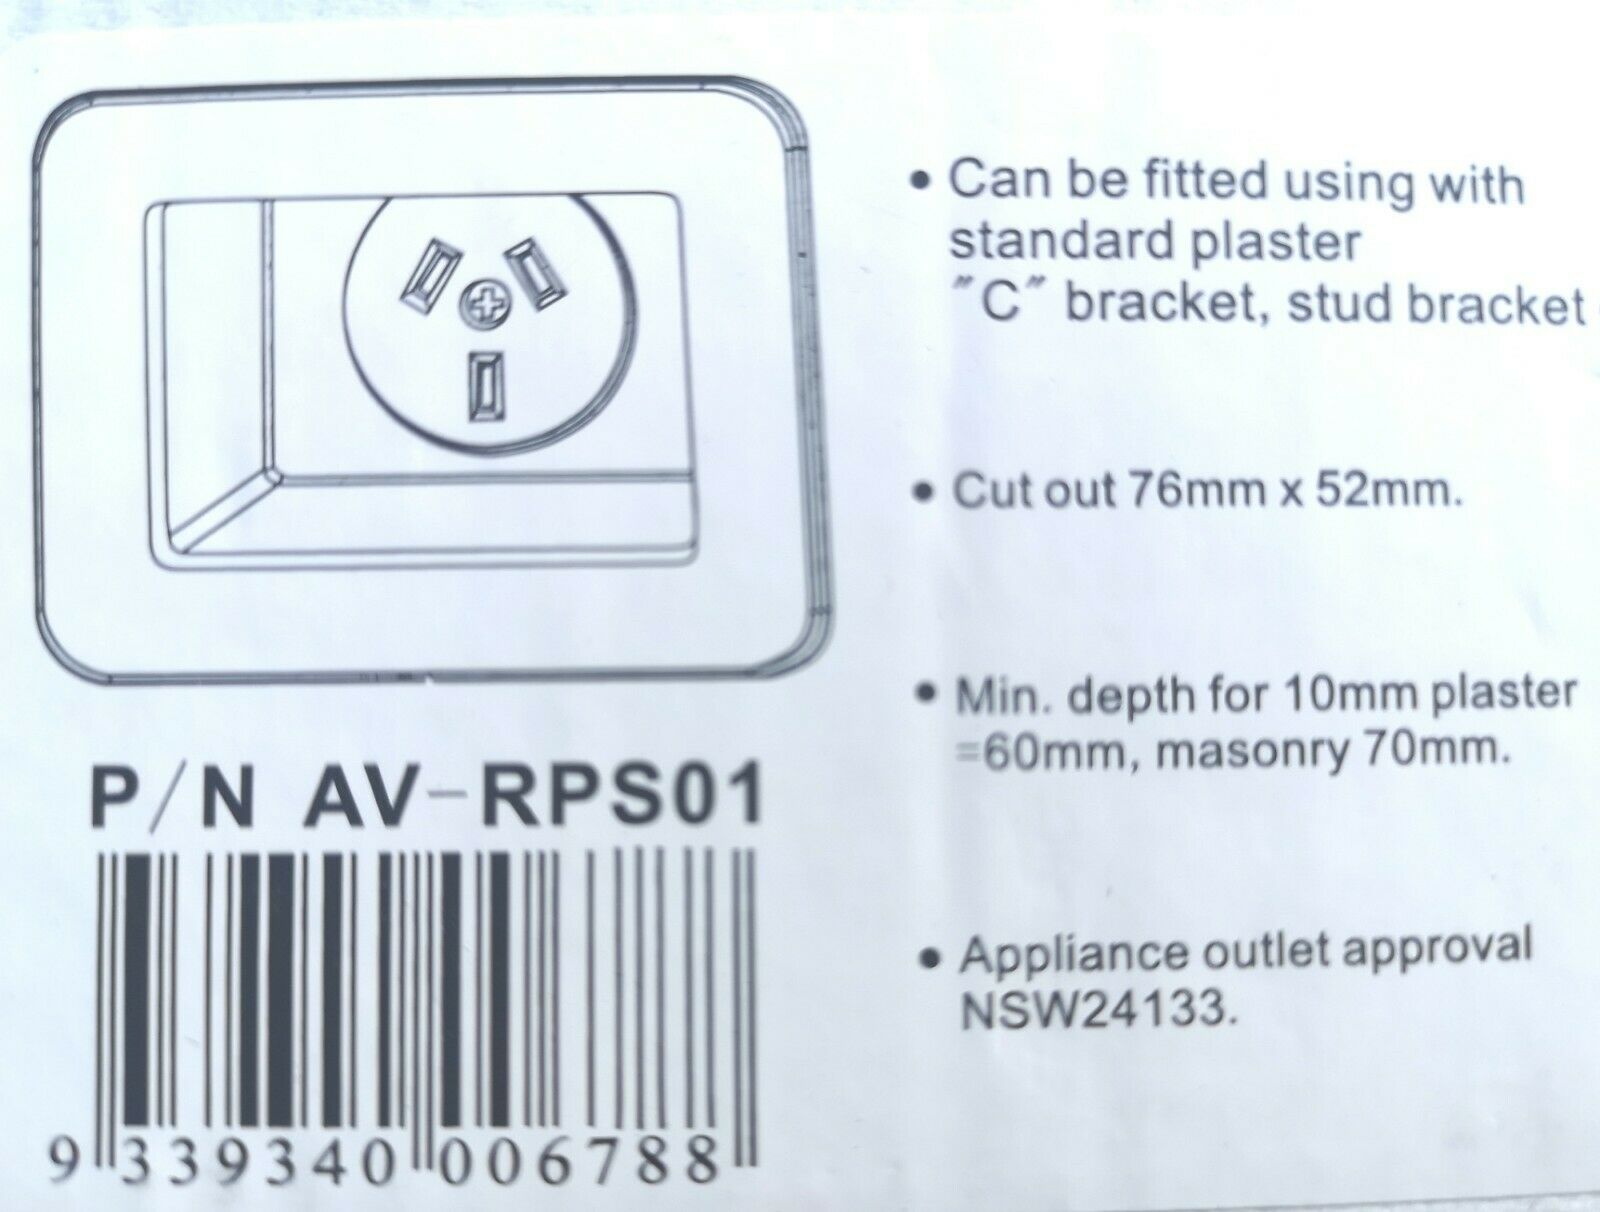 • Can be fitted using with
standard plaster
"C" bracket, stud bracket
• Cut out 76mm x 52mm.
• Min. depth for 10mm plaster
=60mm, masonry 70mm.
• Appliance outlet approval
NSW24133.
P/N AV-RPS01
9 339340 006788